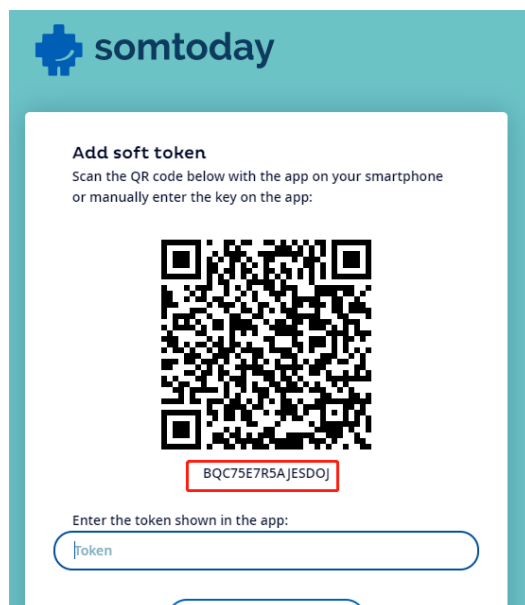 somtoday
Add soft token
Scan the QR code below with the app on your smartphone
or manually enter the key on the app:
BQC75E7R5AJESDOJ
Enter the token shown in the app:
Token